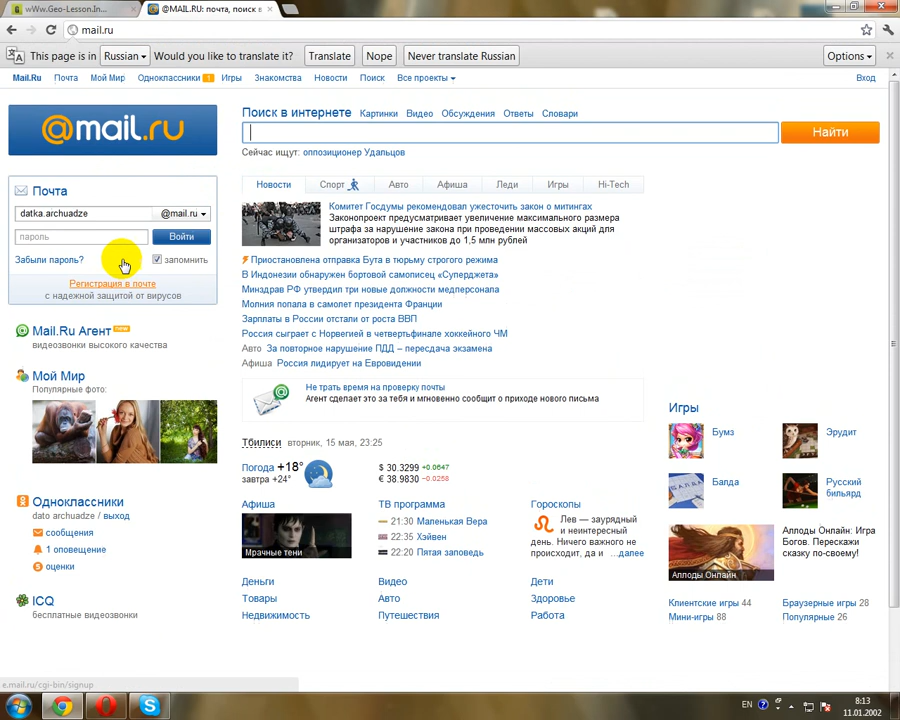 wWw.Geo-Lesson.In...
@MAIL.RU: почта, поиск в
mail.ru
This page is in Russian Would you like to translate it? Translate Nope Never translate Russian Options
Mail.Ru Почта Мой Мир Одноклассники 1 Игры Знакомства Новости Поиск Все проекты Вход
@mail.ru
Поиск в интернете Картинки Видео Обсуждения Ответы Словари
Найти
Сейчас ищут: оппозиционер Удальцов
Почта
datka.archuadze @mail.ru
пароль Войти
Забыли пароль? запомнить
Регистрация в почте
с надежной защитой от вирусов
Mail.Ru Агент new
видеозвонки высокого качества
Мой Мир
Популярные фото:
Одноклассники
dato archuadze / выход
сообщения
1 оповещение
5 оценки
ICQ
бесплатные видеозвонки
Новости Спорт Авто Афиша Леди Игры Hi-Tech
Комитет Госдумы рекомендовал ужесточить закон о митингах
Законопроект предусматривает увеличение максимального размера
штрафа за нарушение закона при проведении массовых акций для
организаторов и участников до 1,5 млн рублей
Приостановлена отправка Бута в тюрьму строгого режима
В Индонезии обнаружен бортовой самописец «Суперджета»
Минздрав РФ утвердил три новые должности медперсонала
Молния попала в самолет президента Франции
Зарплаты в России отстали от роста ВВП
Россия сыграет с Норвегией в четвертьфинале хоккейного ЧМ
Авто За повторное нарушение ПДД – пересдача экзамена
Афиша Россия лидирует на Евровидении
Не трать время на проверку почты
Агент сделает это за тебя и мгновенно сообщит о приходе нового письма
Тбилиси вторник, 15 мая, 23:25
Погода +18°
завтра +24°
$ 30.3299 +0.0647
€ 38.9830 −0.0258
Афиша
Мрачные тени
ТВ программа
21:30 Маленькая Вера
22:35 Хэйвен
22:20 Пятая заповедь
Гороскопы
Лев — заурядный
и неинтересный
день. Ничего важного не
происходит, да и ...далее
Деньги Видео Дети
Товары Авто Здоровье
Недвижимость Путешествия Работа
Игры
Бумз Эрудит
Балда Русский
бильярд
Аллоды Онлайн
Аллоды Онлайн: Игра
Богов. Перескажи
сказку по-своему!
Клиентские игры 44 Браузерные игры 28
Мини-игры 88 Популярные 26
e.mail.ru/cgi-bin/signup
EN 8:13
11.01.2002